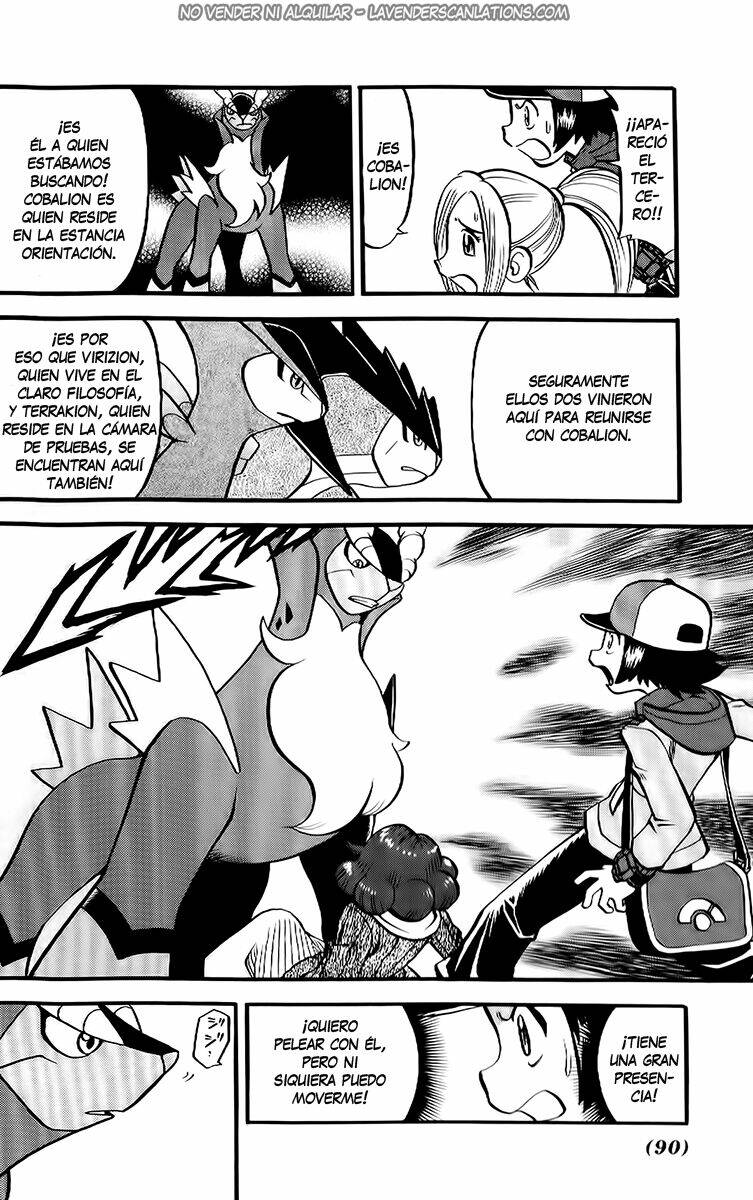 NO VENDER NI ALQUILAR - LAVENDERSCANLATIONS.COM
¡¡APA-
RECIÓ
EL
TER-
CE-
RO!!
¡ES
COBA-
LION!
¡ES
ÉL A QUIEN
ESTÁBAMOS
BUSCANDO!
COBALION ES
QUIEN RESIDE
EN LA ESTANCIA
ORIENTACIÓN.
SEGURAMENTE
ELLOS DOS VINIERON
AQUÍ PARA REUNIRSE
CON COBALION.
¡ES POR
ESO QUE VIRIZION,
QUIEN VIVE EN EL
CLARO FILOSOFÍA,
Y TERRAKION, QUIEN
RESIDE EN LA CÁMARA
DE PRUEBAS, SE
ENCUENTRAN AQUÍ
TAMBIÉN!
¡TIENE
UNA GRAN
PRESEN-
CIA!
¡QUIERO
PELEAR CON ÉL,
PERO NI
SIQUIERA PUEDO
MOVERME!
(90)